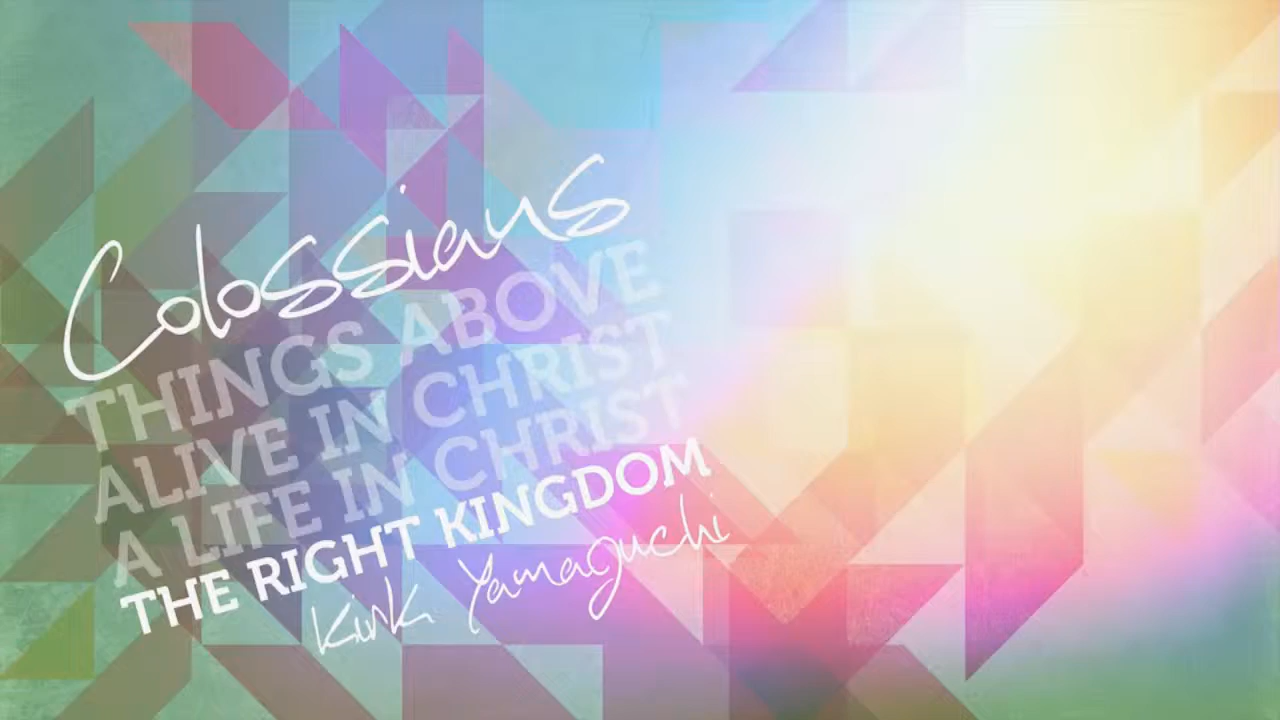 Colossians
THINGS ABOVE
ALIVE IN CHRIST
A LIFE IN CHRIST
THE RIGHT KINGDOM
Kirk Yamaguchi